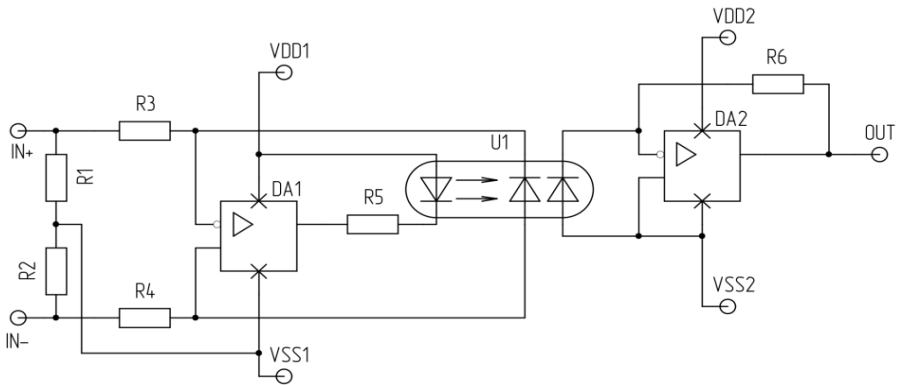 VDD2
VDD1
R6
R3
DA2
U1
OUT
IN+
R1
DA1
R5
R2
R4
VSS2
IN–
VSS1